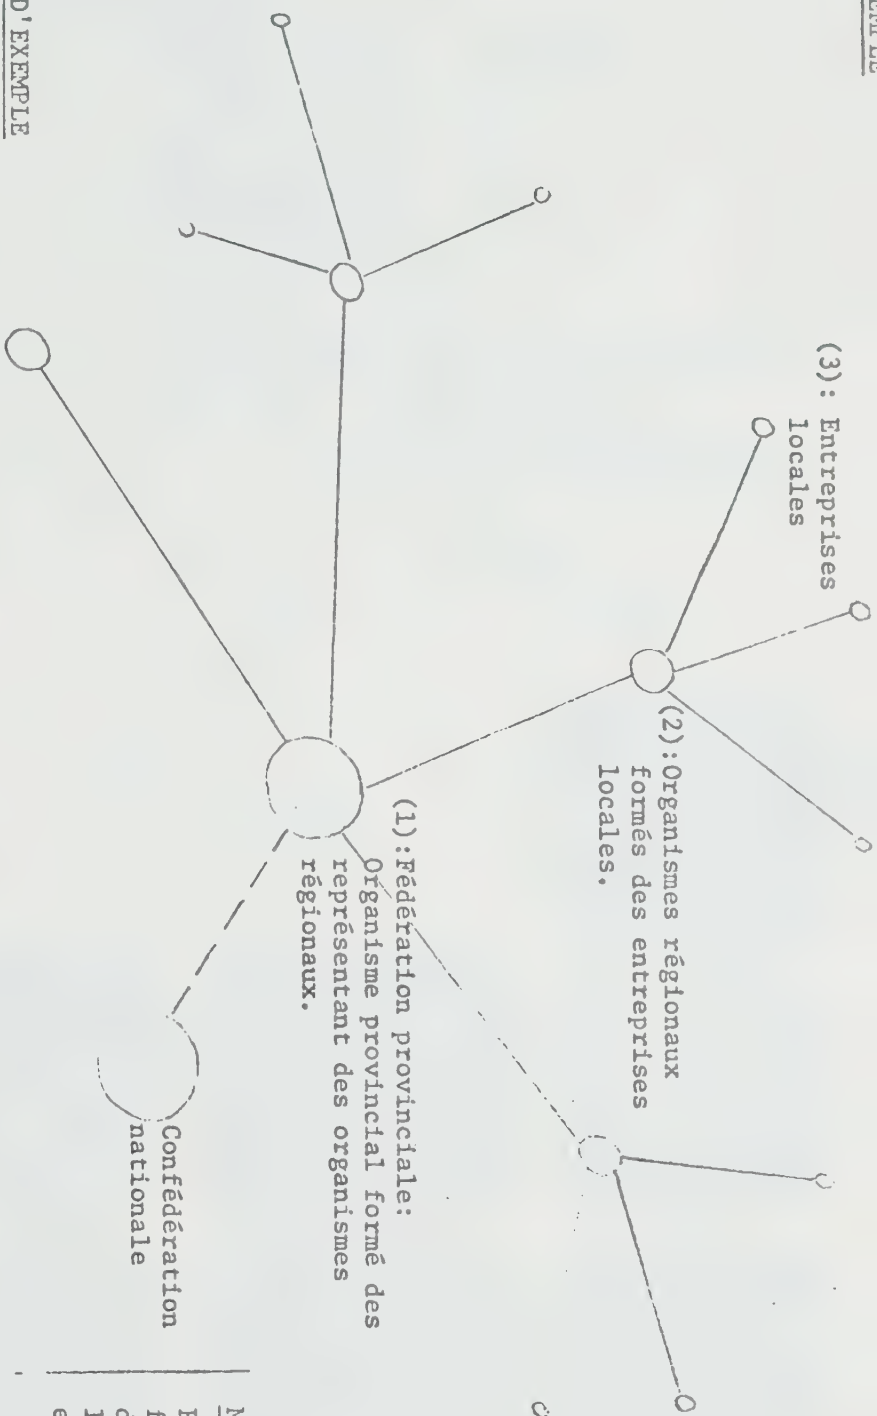 (3): Entreprises
locales
(2):Organismes régionaux
formés des entreprises
locales.
(1):Fédération provinciale:
Organisme provincial formé des
représentant des organismes
régionaux.
Confédération
nationale
D'EXEMPLE